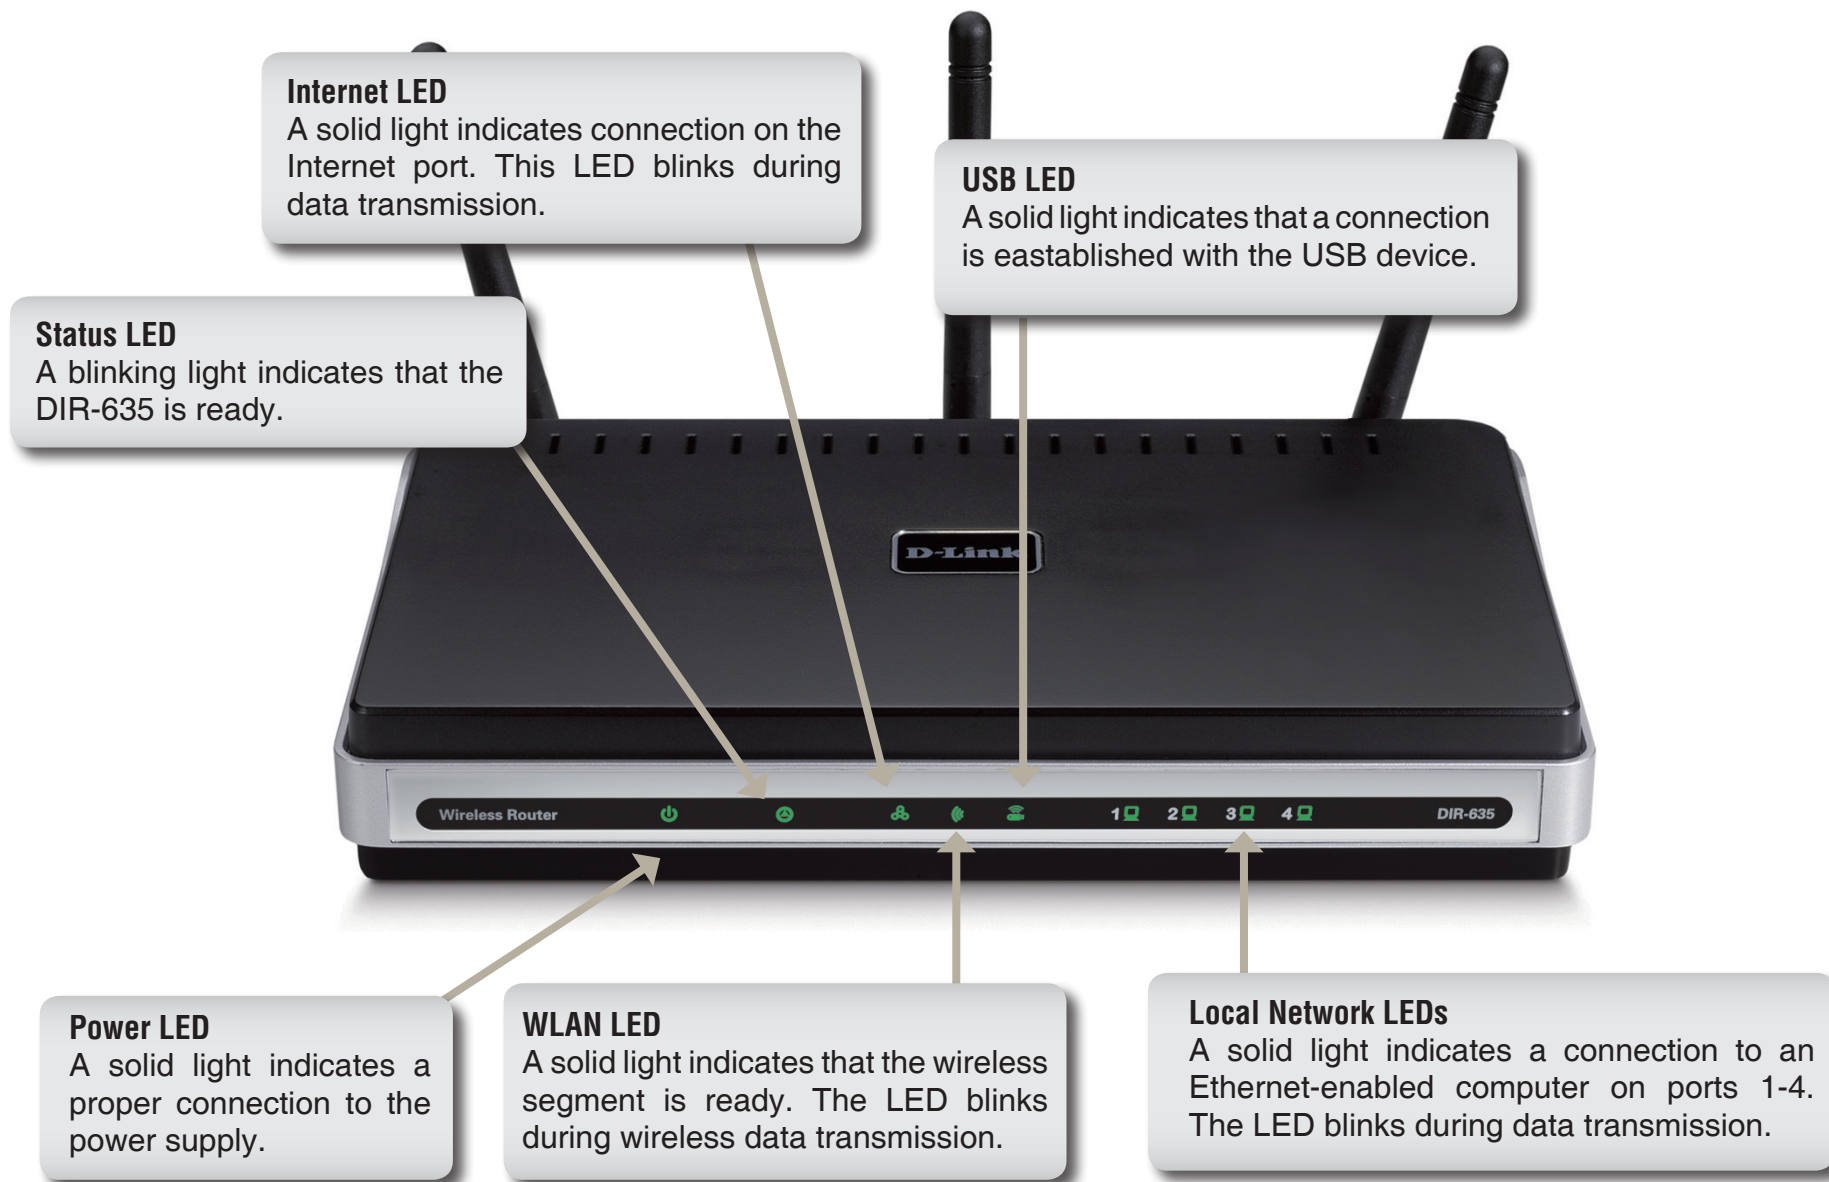 Internet LED
A solid light indicates connection on the
Internet port. This LED blinks during
data transmission.
USB LED
A solid light indicates that a connection
is eastablished with the USB device.
Status LED
A blinking light indicates that the
DIR-635 is ready.
D-Link
Wireless Router
1 2 3 4
DIR-635
Power LED
A solid light indicates a
proper connection to the
power supply.
WLAN LED
A solid light indicates that the wireless
segment is ready. The LED blinks
during wireless data transmission.
Local Network LEDs
A solid light indicates a connection to an
Ethernet-enabled computer on ports 1-4.
The LED blinks during data transmission.